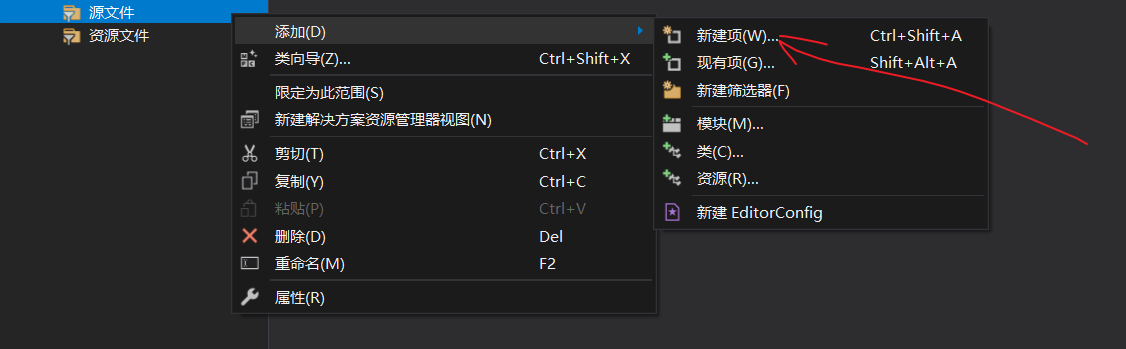 源文件
资源文件
添加(D)
类向导(Z)... Ctrl+Shift+X
限定为此范围(S)
新建解决方案资源管理器视图(N)
剪切(T) Ctrl+X
复制(Y) Ctrl+C
粘贴(P) Ctrl+V
删除(D) Del
重命名(M) F2
属性(R)
新建项(W)... Ctrl+Shift+A
现有项(G)... Shift+Alt+A
新建筛选器(F)
模块(M)...
类(C)...
资源(R)...
新建 EditorConfig